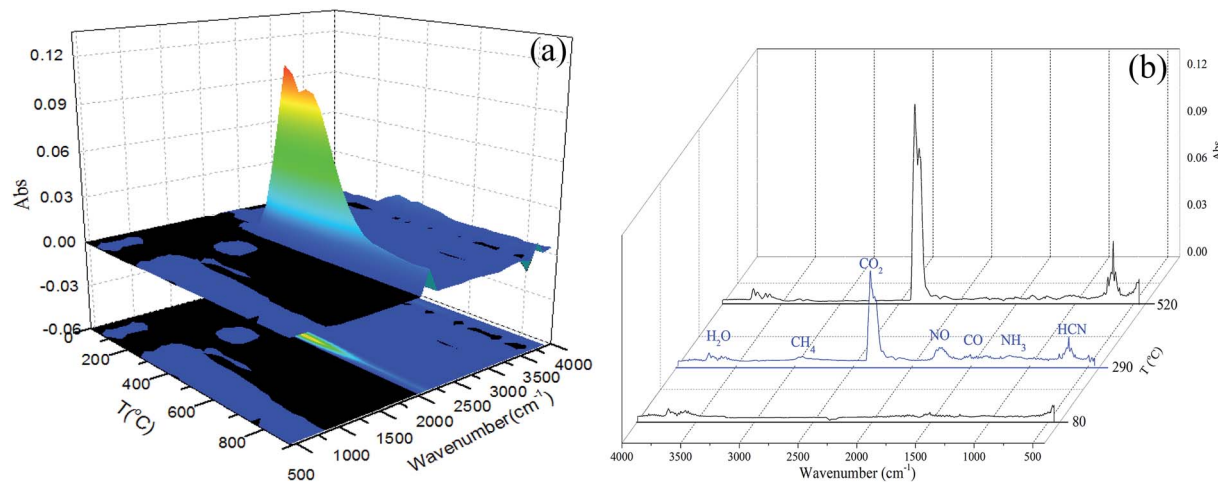 (a)
0.12
0.09
0.06
0.03
0.00
-0.03
-0.06
Abs
0
200
400
600
800
T(°C)
500
1000
1500
2000
2500
3000
3500
4000
Wavenumber(cm⁻¹)
(b)
0.12
0.09
0.06
0.03
0.00
Abs
520
290
80
T (°C)
H₂O
CH₄
CO₂
NO
CO
NH₃
HCN
4000
3500
3000
2500
2000
1500
1000
500
Wavenumber (cm⁻¹)